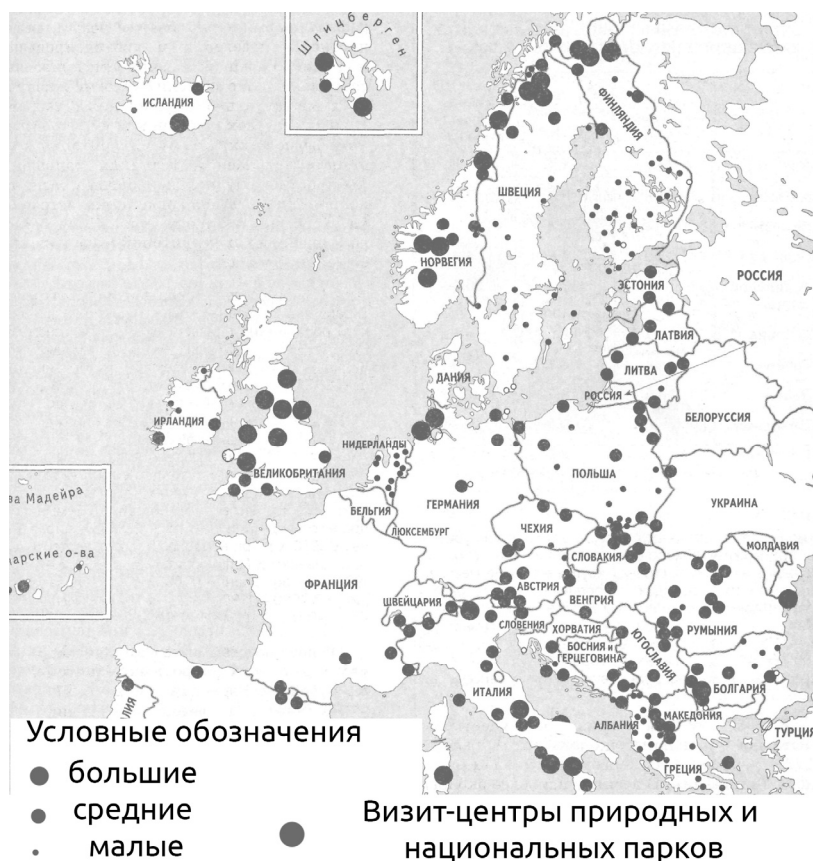 Шпицберген
ИСЛАНДИЯ
ФИНЛЯНДИЯ
ШВЕЦИЯ
НОРВЕГИЯ
РОССИЯ
ЭСТОНИЯ
ЛАТВИЯ
ДАНИЯ
ЛИТВА
РОССИЯ
БЕЛОРУССИЯ
ИРЛАНДИЯ
НИДЕРЛАНДЫ
ВЕЛИКОБРИТАНИЯ
ПОЛЬША
ва Мадейра
ГЕРМАНИЯ
УКРАИНА
БЕЛЬГИЯ
ЛЮКСЕМБУРГ
ЧЕХИЯ
МОЛДАВИЯ
нарские о-ва
СЛОВАКИЯ
ФРАНЦИЯ
АВСТРИЯ
ШВЕЙЦАРИЯ
ВЕНГРИЯ
СЛОВЕНИЯ
ХОРВАТИЯ
РУМЫНИЯ
БОСНИЯ И
ГЕРЦЕГОВИНА
ЮГОСЛАВИЯ
ИТАЛИЯ
БОЛГАРИЯ
АЛБАНИЯ
МАКЕДОНИЯ
ТУРЦИЯ
ГРЕЦИЯ
Условные обозначения
большие
средние
малые
Визит-центры природных и
национальных парков